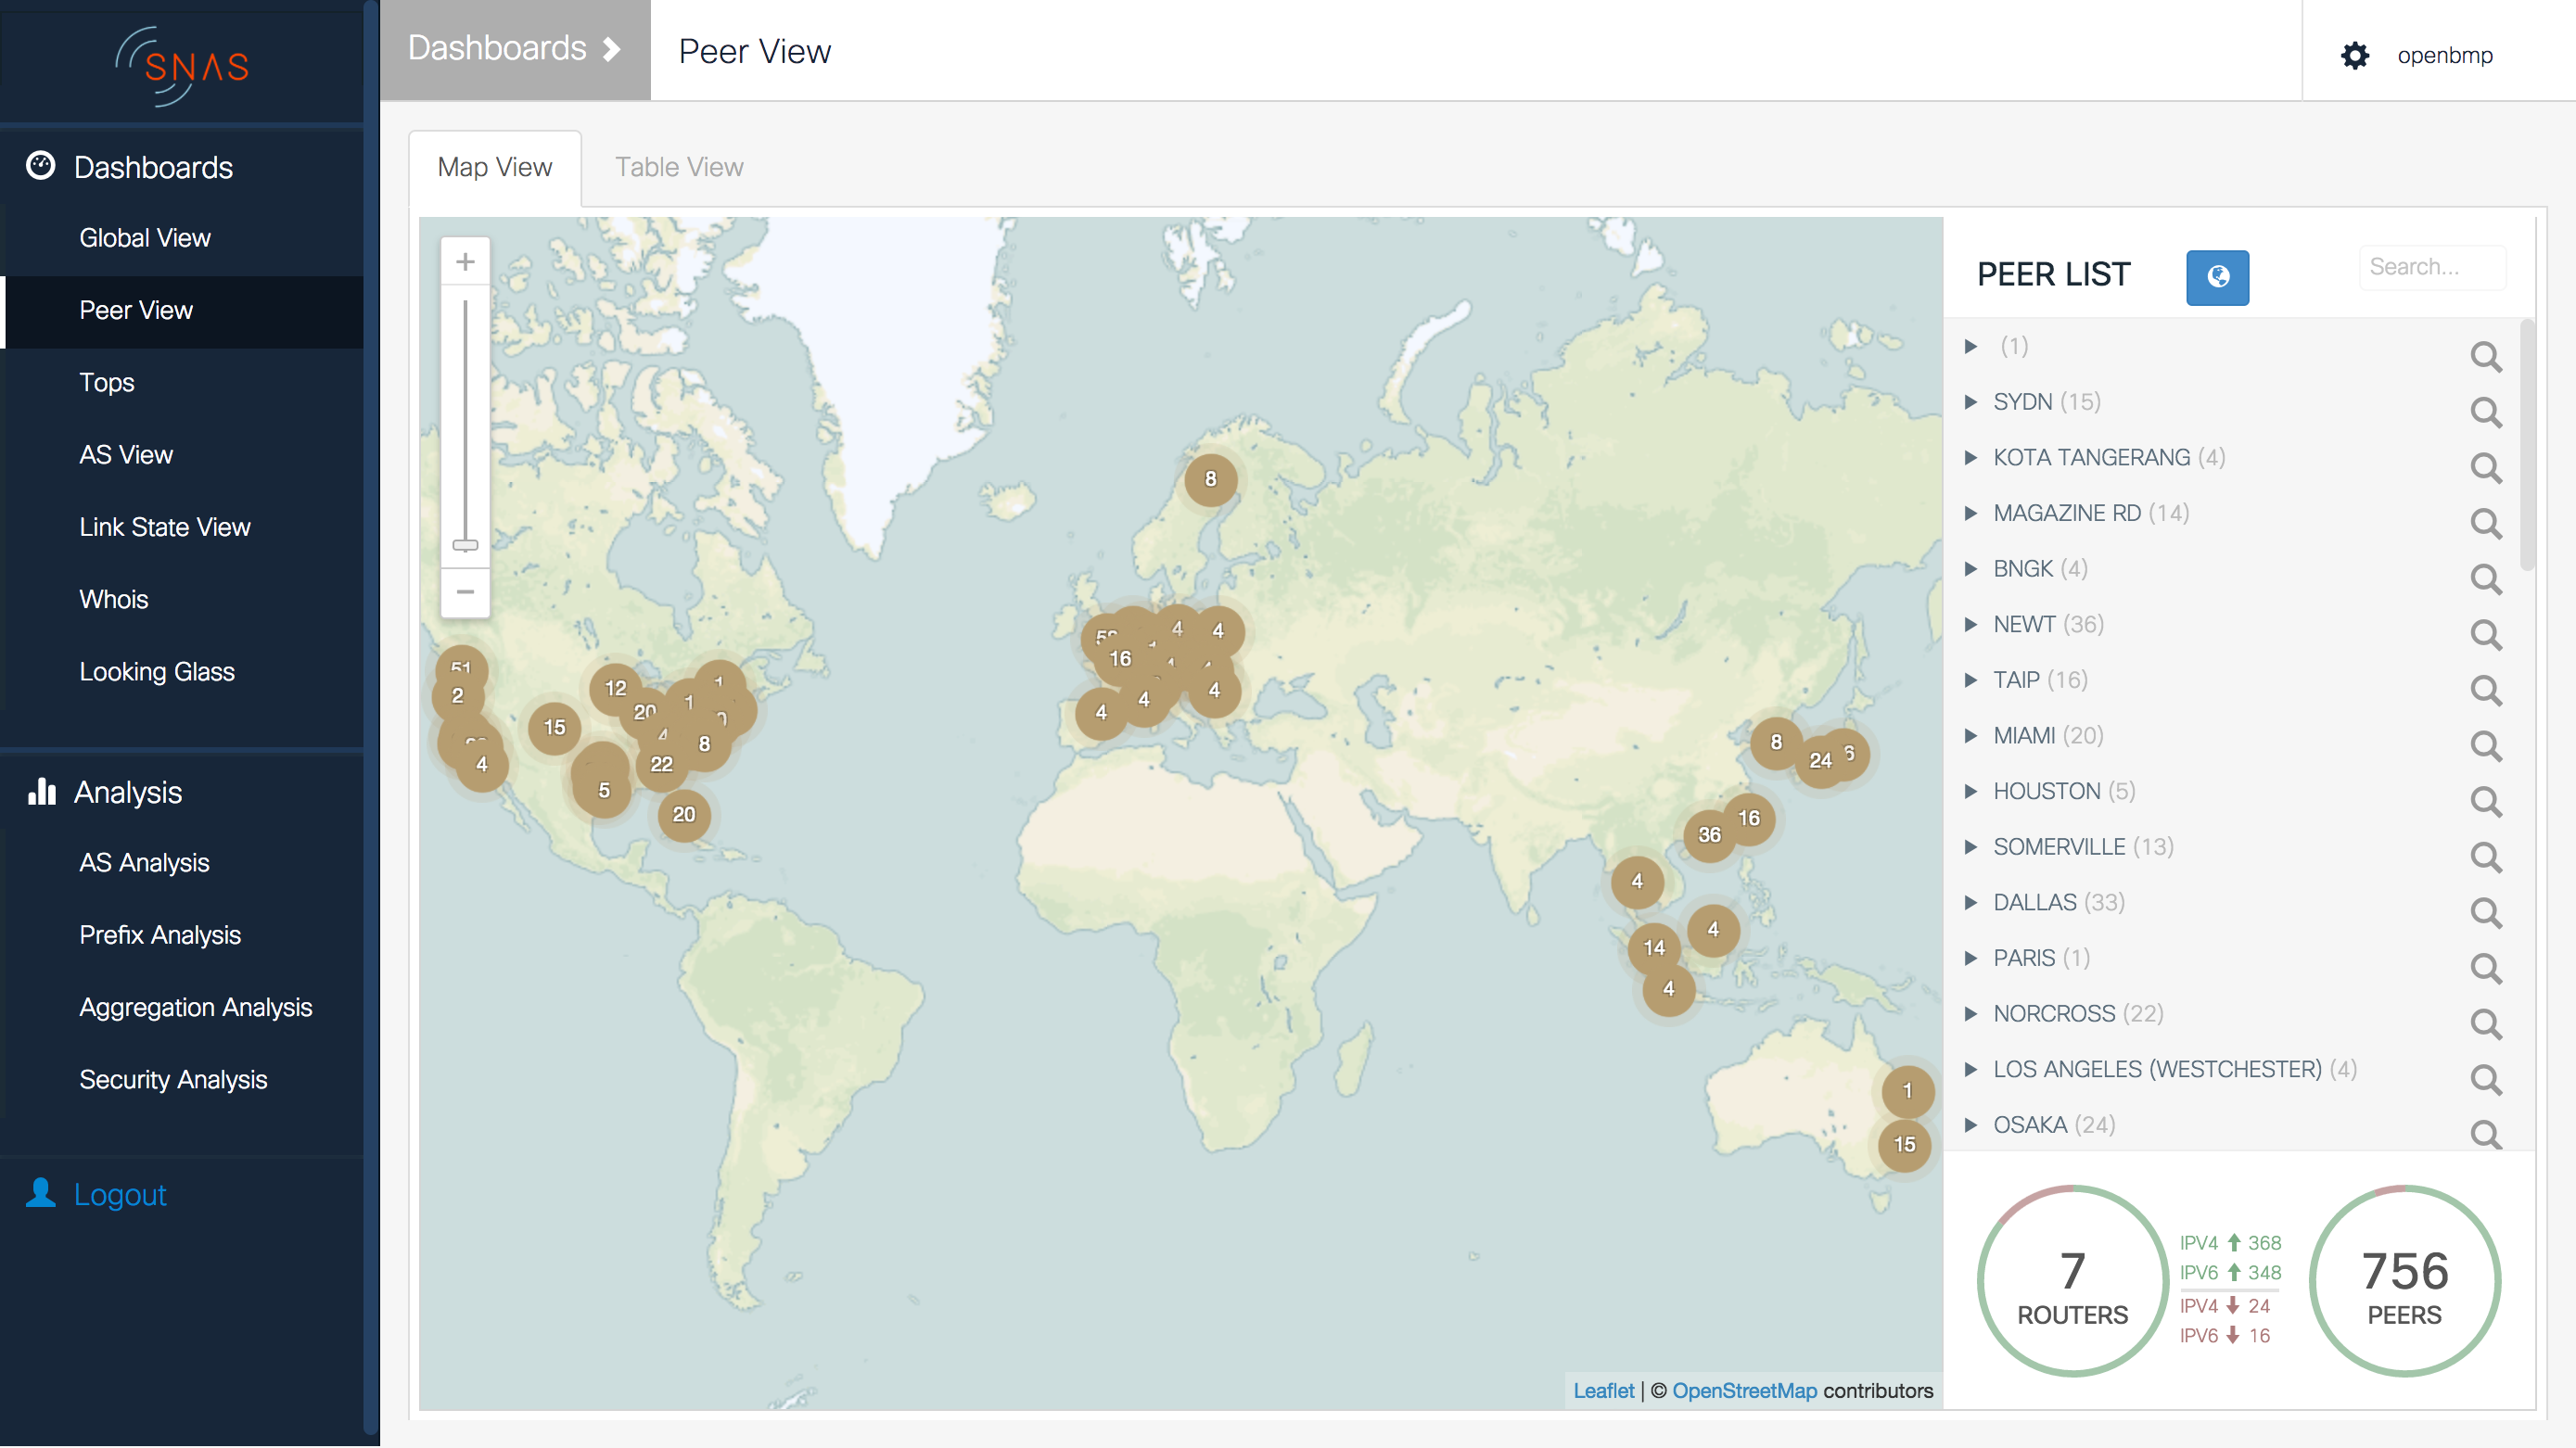 SNAS
Dashboards
Global View
Peer View
Tops
AS View
Link State View
Whois
Looking Glass
Analysis
AS Analysis
Prefix Analysis
Aggregation Analysis
Security Analysis
Logout
Dashboards
Peer View
openbmp
Map View
Table View
+
−
8
4
4
16
4
4
4
51
2
12
20
1
1
15
4
8
22
4
5
20
8
24
6
16
36
4
4
14
4
1
15
Leaflet | © OpenStreetMap contributors
PEER LIST
Search...
(1)
SYDN (15)
KOTA TANGERANG (4)
MAGAZINE RD (14)
BNGK (4)
NEWT (36)
TAIP (16)
MIAMI (20)
HOUSTON (5)
SOMERVILLE (13)
DALLAS (33)
PARIS (1)
NORCROSS (22)
LOS ANGELES (WESTCHESTER) (4)
OSAKA (24)
7
ROUTERS
IPV4 368
IPV6 348
IPV4 24
IPV6 16
756
PEERS